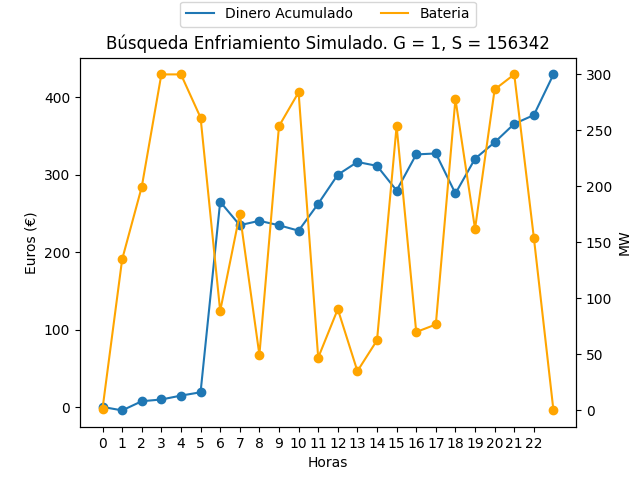 Dinero Acumulado Bateria
Búsqueda Enfriamiento Simulado. G = 1, S = 156342
400
300
200
100
0
Euros (€)
300
250
200
150
100
50
0
MW
0 1 2 3 4 5 6 7 8 9 10 11 12 13 14 15 16 17 18 19 20 21 22
Horas